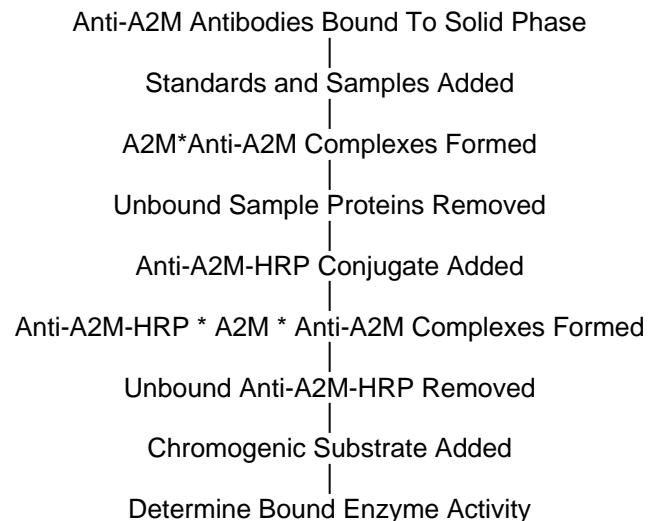 Anti-A2M Antibodies Bound To Solid Phase
Standards and Samples Added
A2M*Anti-A2M Complexes Formed
Unbound Sample Proteins Removed
Anti-A2M-HRP Conjugate Added
Anti-A2M-HRP * A2M * Anti-A2M Complexes Formed
Unbound Anti-A2M-HRP Removed
Chromogenic Substrate Added
Determine Bound Enzyme Activity